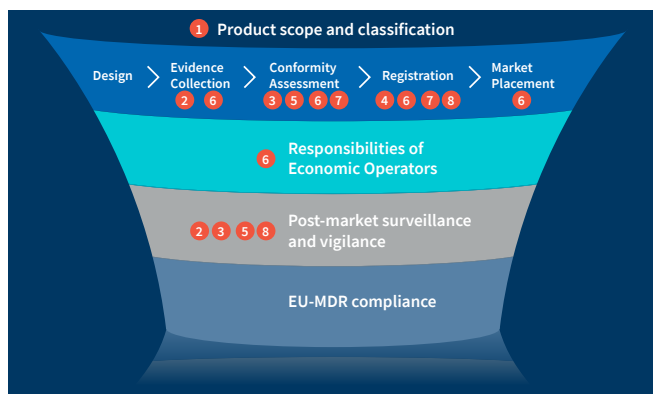 1 Product scope and classification
Design
Evidence
Collection
2 6
Conformity
Assessment
3 5 6 7
Registration
4 6 7 8
Market
Placement
6
6
Responsibilities of
Economic Operators
2 3 5 8
Post-market surveillance
and vigilance
EU-MDR compliance